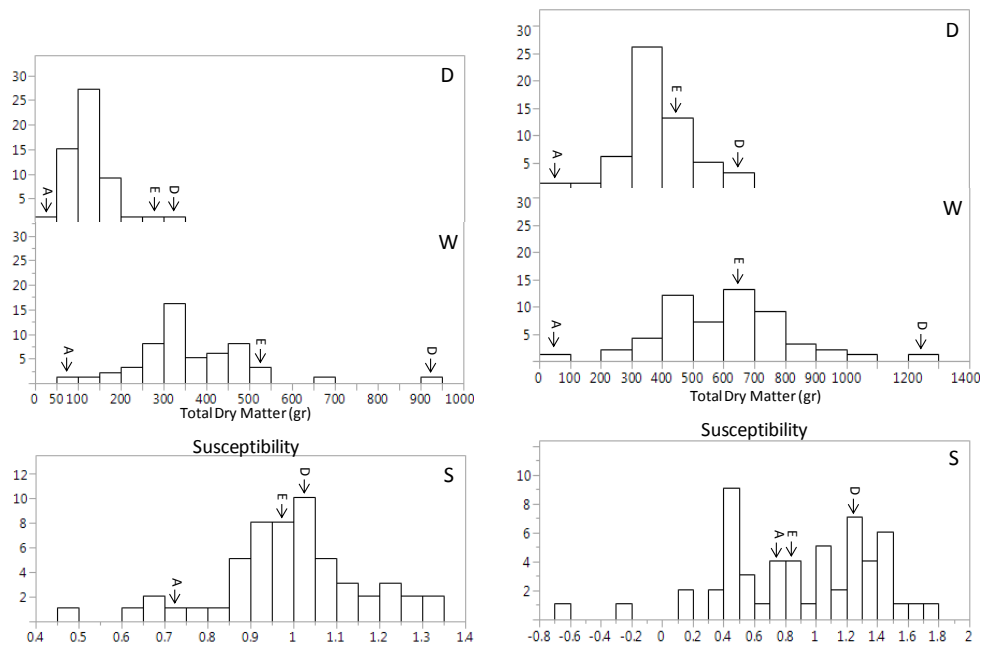 D
30
25
20
15
10
5
A
E
D
W
30
25
20
15
10
5
A
E
D
0 50 100 200 300 400 500 600 700 800 900 1000
Total Dry Matter (gr)
Susceptibility
S
12
10
8
6
4
2
A
E
D
0.4 0.5 0.6 0.7 0.8 0.9 1 1.1 1.2 1.3 1.4
D
30
25
20
15
10
5
A
E
D
W
30
25
20
15
10
5
A
E
D
0 100 200 300 400 500 600 700 800 1000 1200 1400
Total Dry Matter (gr)
Susceptibility
S
10
8
6
4
2
A
E
D
-0.8 -0.6 -0.4 -0.2 0 0.2 0.4 0.6 0.8 1 1.2 1.4 1.6 1.8 2